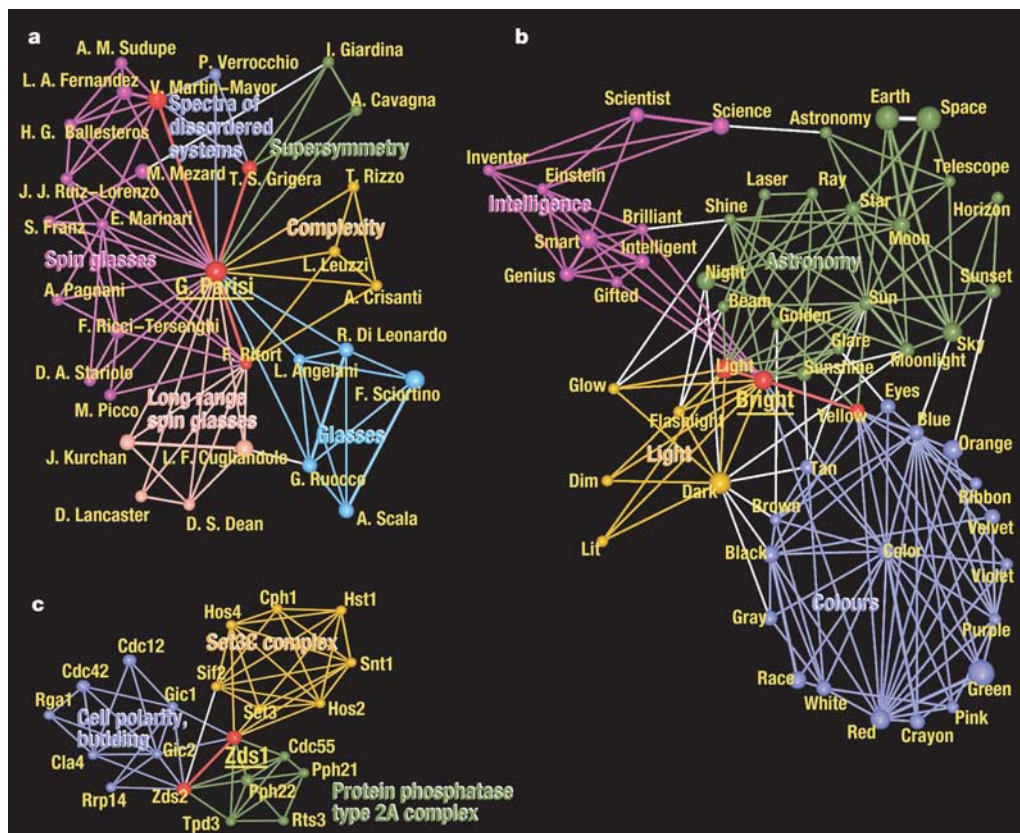 a
A. M. Sudupe
P. Verrocchio
I. Giardina
L. A. Fernandez
V. Martin–Mayor
A. Cavagna
Spectra of
dissordered
systems
H. G. Ballesteros
Supersymmetry
M. Mezard
T. S. Grigera
T. Rizzo
J. J. Ruiz–Lorenzo
E. Marinari
S. Franz
Complexity
Spin glasses
L. Leuzzi
G. Parisi
A. Pagnani
A. Crisanti
F. Ricci–Tersenghi
R. Di Leonardo
F. Ritort
L. Angelani
D. A. Stariolo
F. Sciortino
M. Picco
Long range
spin glasses
Glasses
J. Kurchan
L. F. Cugliandolo
G. Ruocco
D. Lancaster
D. S. Dean
A. Scala
b
Scientist
Science
Earth
Space
Astronomy
Inventor
Einstein
Telescope
Laser
Ray
Intelligence
Star
Horizon
Brilliant
Shine
Smart
Intelligent
Moon
Astronomy
Genius
Night
Sunset
Gifted
Beam
Sun
Golden
Glare
Sky
Light
Moonlight
Glow
Sunshine
Bright
Eyes
Flashlight
Yellow
Blue
Light
Orange
Tan
Dim
Dark
Ribbon
Brown
Velvet
Lit
Black
Color
Violet
Gray
Colours
Purple
Race
Green
White
Pink
Red
Crayon
c
Cph1
Hst1
Hos4
Cdc12
Set3C complex
Cdc42
Sif2
Snt1
Rga1
Gic1
Set3
Hos2
Cell polarity,
budding
Gic2
Zds1
Cdc55
Cla4
Pph21
Pph22
Protein phosphatase
type 2A complex
Rrp14
Zds2
Tpd3
Rts3